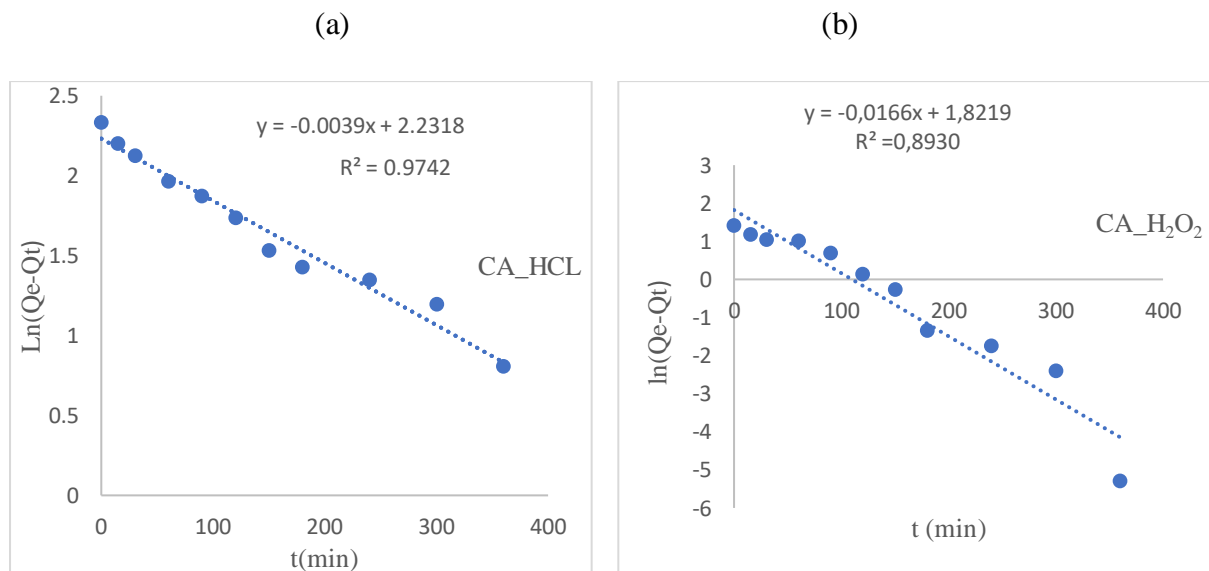 (a)
(b)
y = -0.0039x + 2.2318
R² = 0.9742
CA_HCL
Ln(Qe-Qt)
2.5
2
1.5
1
0.5
0
0 100 200 300 400
t(min)
y = -0,0166x + 1,8219
R² =0,8930
CA_H₂O₂
ln(Qe-Qt)
3
2
1
0
-1
-2
-3
-4
-5
-6
0 100 200 300 400
t (min)